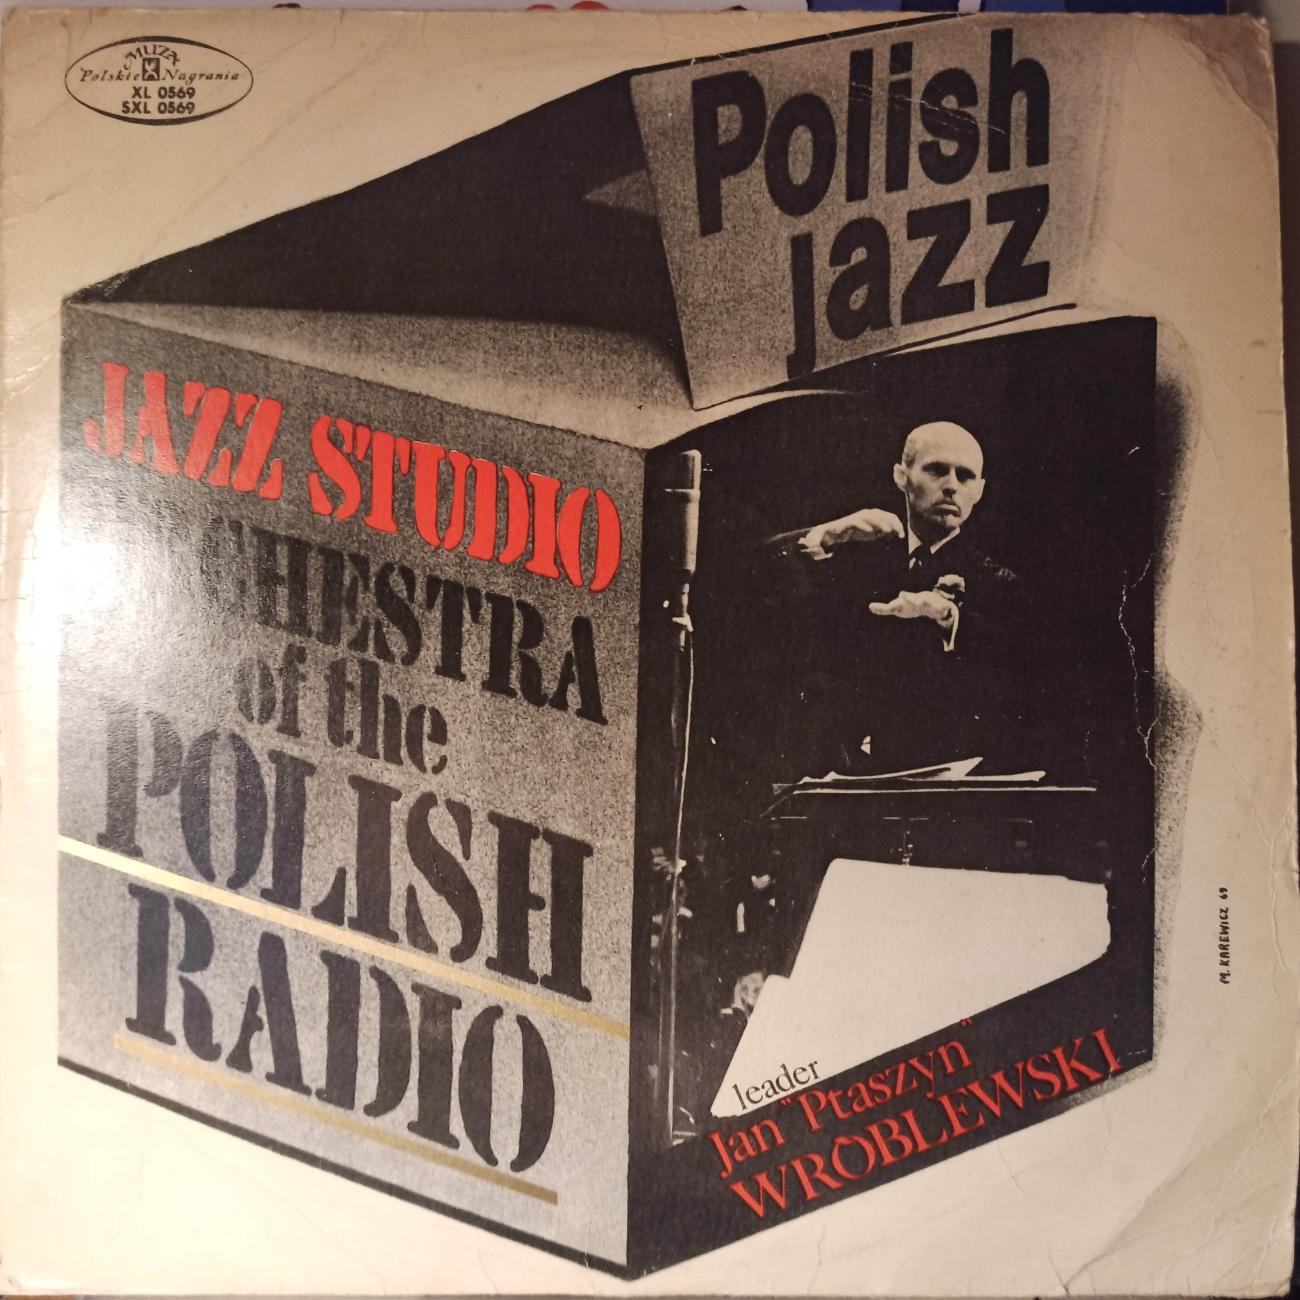 MUZA
Polskie Nagrania
XL 0569
SXL 0569
Polish
jazz
JAZZ STUDIO
ORCHESTRA
of the
POLISH
RADIO
leader
Jan "Ptaszyn"
WRÓBLEWSKI
M. KAREWICZ 69